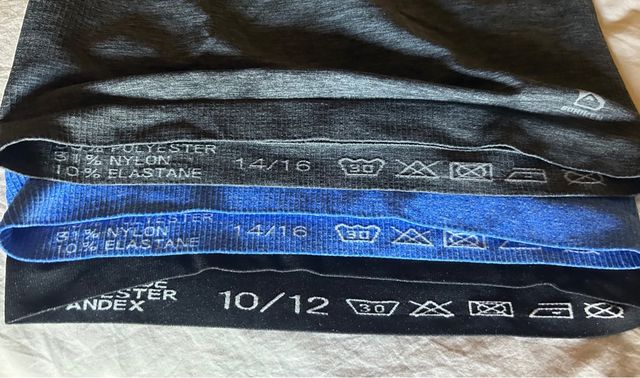 POLYESTER
31% NYLON
10% ELASTANE
14/16
30
31% NYLON
10% ELASTANE
14/16
30
ANDEX
10/12
30